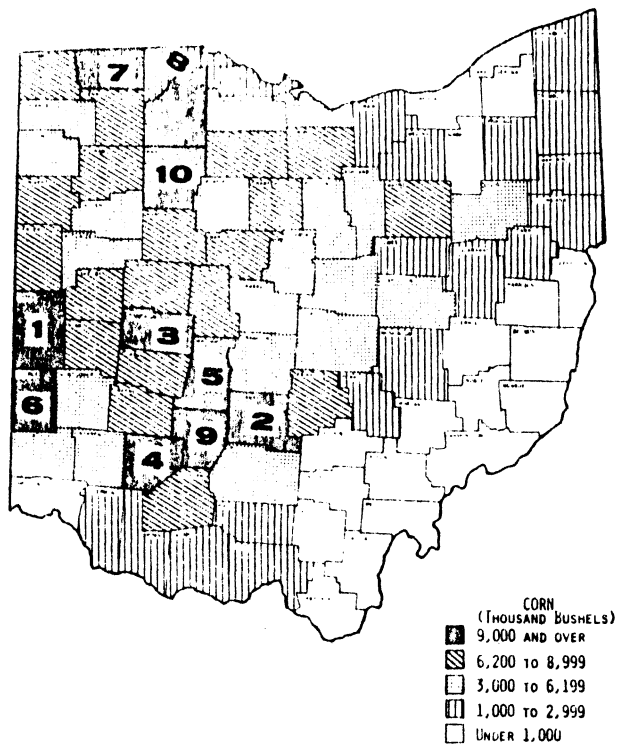 8
7
10
1
3
5
6
2
9
4
CORN
(THOUSAND BUSHELS)
9,000 AND OVER
6,200 TO 8,999
3,000 TO 6,199
1,000 TO 2,999
UNDER 1,000